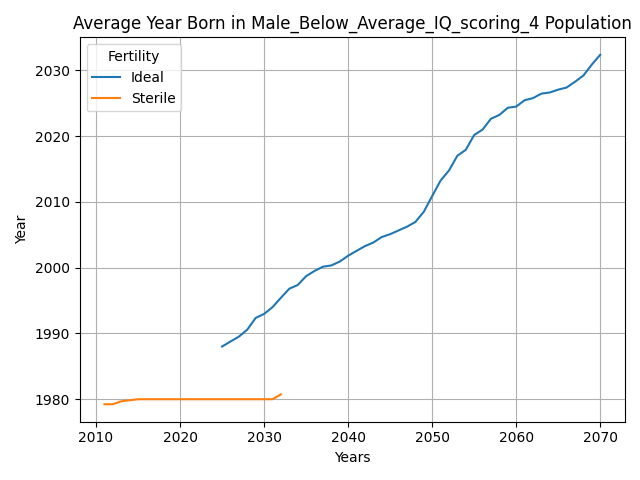 Average Year Born in Male_Below_Average_IQ_scoring_4 Population
Fertility
Ideal
Sterile
Year
2030
2020
2010
2000
1990
1980
2010
2020
2030
2040
2050
2060
2070
Years